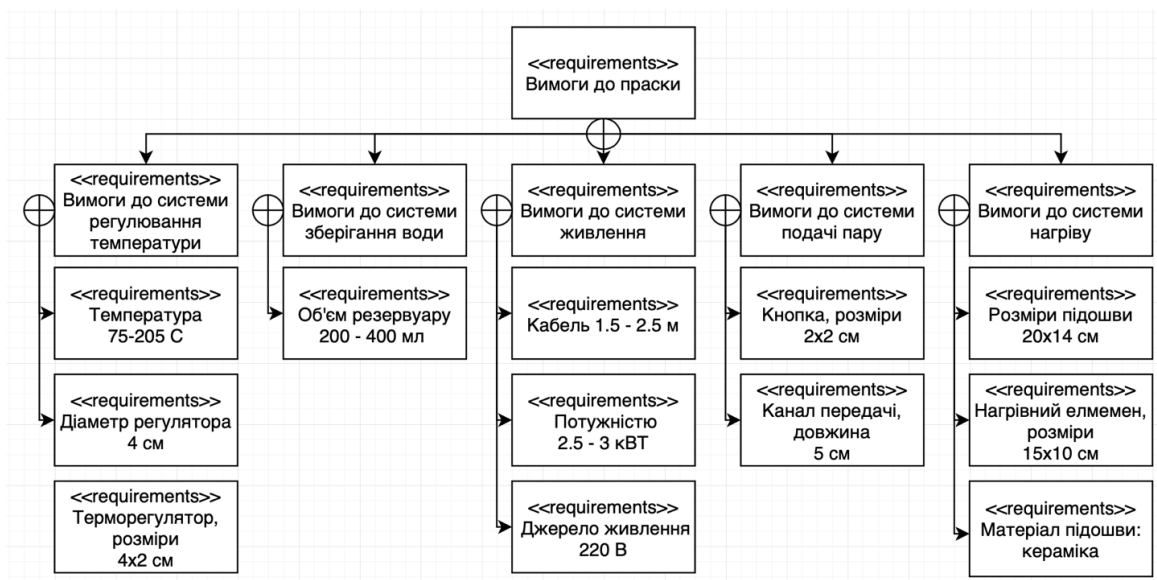 <<requirements>>
Вимоги до праски
<<requirements>>
Вимоги до системи
регулювання
температури
<<requirements>>
Вимоги до системи
зберігання води
<<requirements>>
Вимоги до системи
живлення
<<requirements>>
Вимоги до системи
подачі пару
<<requirements>>
Вимоги до системи
нагріву
<<requirements>>
Температура
75-205 С
<<requirements>>
Об'єм резервуару
200 - 400 мл
<<requirements>>
Кабель 1.5 - 2.5 м
<<requirements>>
Кнопка, розміри
2х2 см
<<requirements>>
Розміри підошви
20х14 см
<<requirements>>
Діаметр регулятора
4 см
<<requirements>>
Потужністю
2.5 - 3 кВТ
<<requirements>>
Канал передачі,
довжина
5 см
<<requirements>>
Нагрівний елмемен,
розміри
15х10 см
<<requirements>>
Терморегулятор,
розміри
4х2 см
<<requirements>>
Джерело живлення
220 В
<<requirements>>
Матеріал підошви:
кераміка